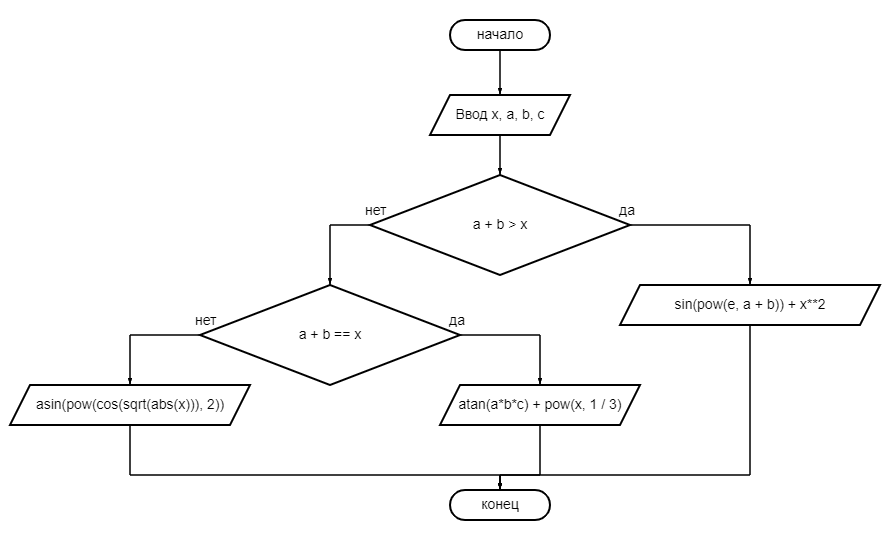 начало
Ввод x, a, b, c
a + b > x
нет
да
sin(pow(e, a + b)) + x**2
a + b == x
нет
да
asin(pow(cos(sqrt(abs(x))), 2))
atan(a*b*c) + pow(x, 1 / 3)
конец